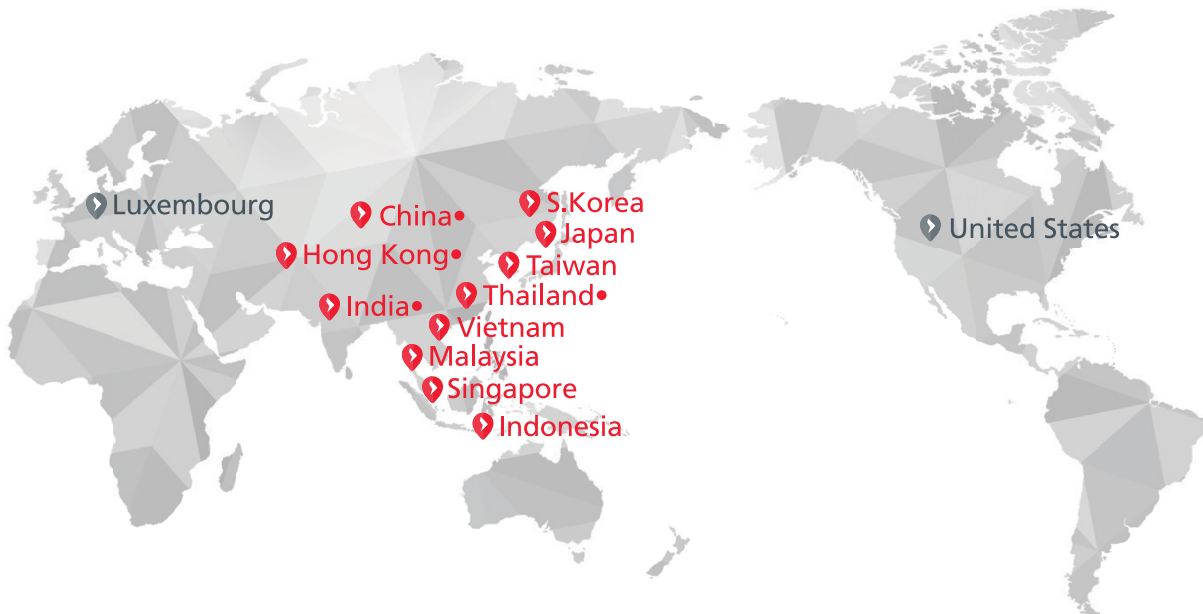 Luxembourg
China•
S.Korea
Japan
Hong Kong•
Taiwan
United States
India•
Thailand•
Vietnam
Malaysia
Singapore
Indonesia